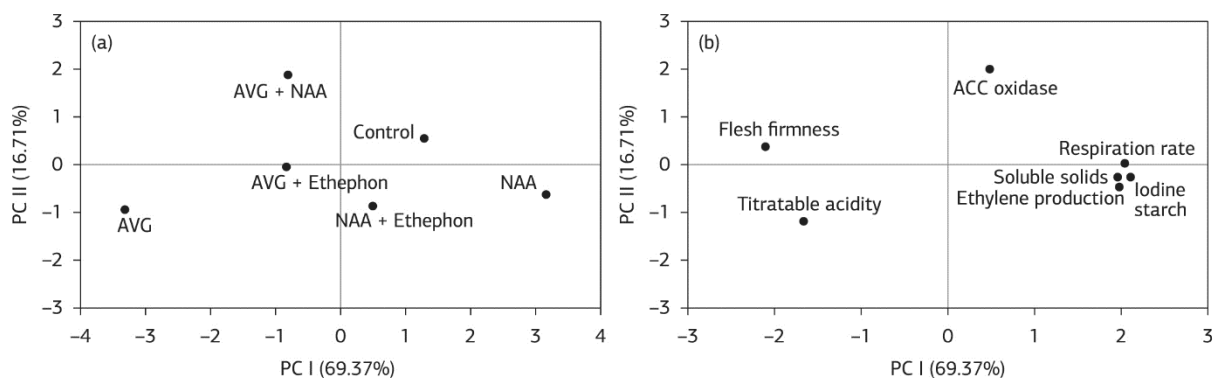 (a)
3
2
1
0
−1
−2
−3
PC II (16.71%)
AVG + NAA
Control
AVG + Ethephon
NAA
AVG
NAA + Ethephon
−4 −3 −2 −1 0 1 2 3 4
PC I (69.37%)
(b)
3
2
1
0
−1
−2
−3
PC II (16.71%)
ACC oxidase
Flesh firmness
Respiration rate
Soluble solids
Ethylene production
Iodine
starch
Titratable acidity
−3 −2 −1 0 1 2 3
PC I (69.37%)